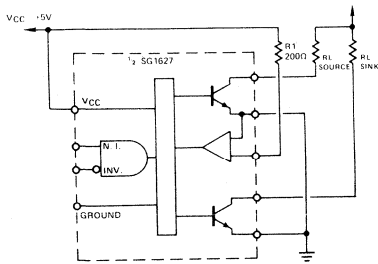 VCC +5V
½ SG1627
R1
200Ω
RL
SOURCE
RL
SINK
VCC
N.I.
INV.
GROUND